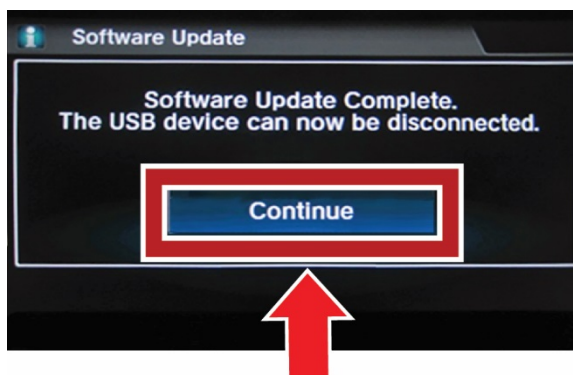 Software Update
Software Update Complete.
The USB device can now be disconnected.
Continue